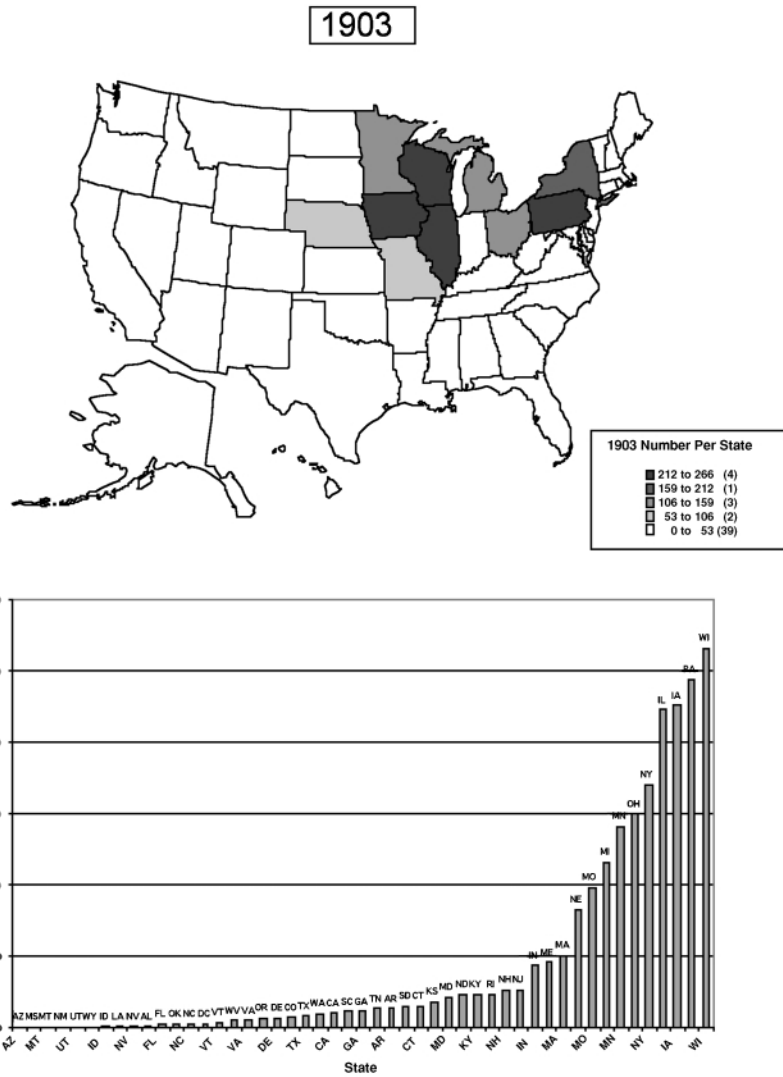 1903
1903 Number Per State
212 to 266 (4)
159 to 212 (1)
106 to 159 (3)
53 to 106 (2)
0 to 53 (39)
WI
PA
IL IA
NY
OH
MN
MI
MO
NE
IN ME MA
AZ MS MT NM UT WY ID LA NV AL FL OK NC DC VT WV VA OR DE CO TX WA CA SC GA TN AR SD CT KS MD ND KY RI NH NJ
AZ MT UT ID NV FL NC VT VA DE TX CA GA AR CT KS KY NH IN MA MO MN NY IA WI
State